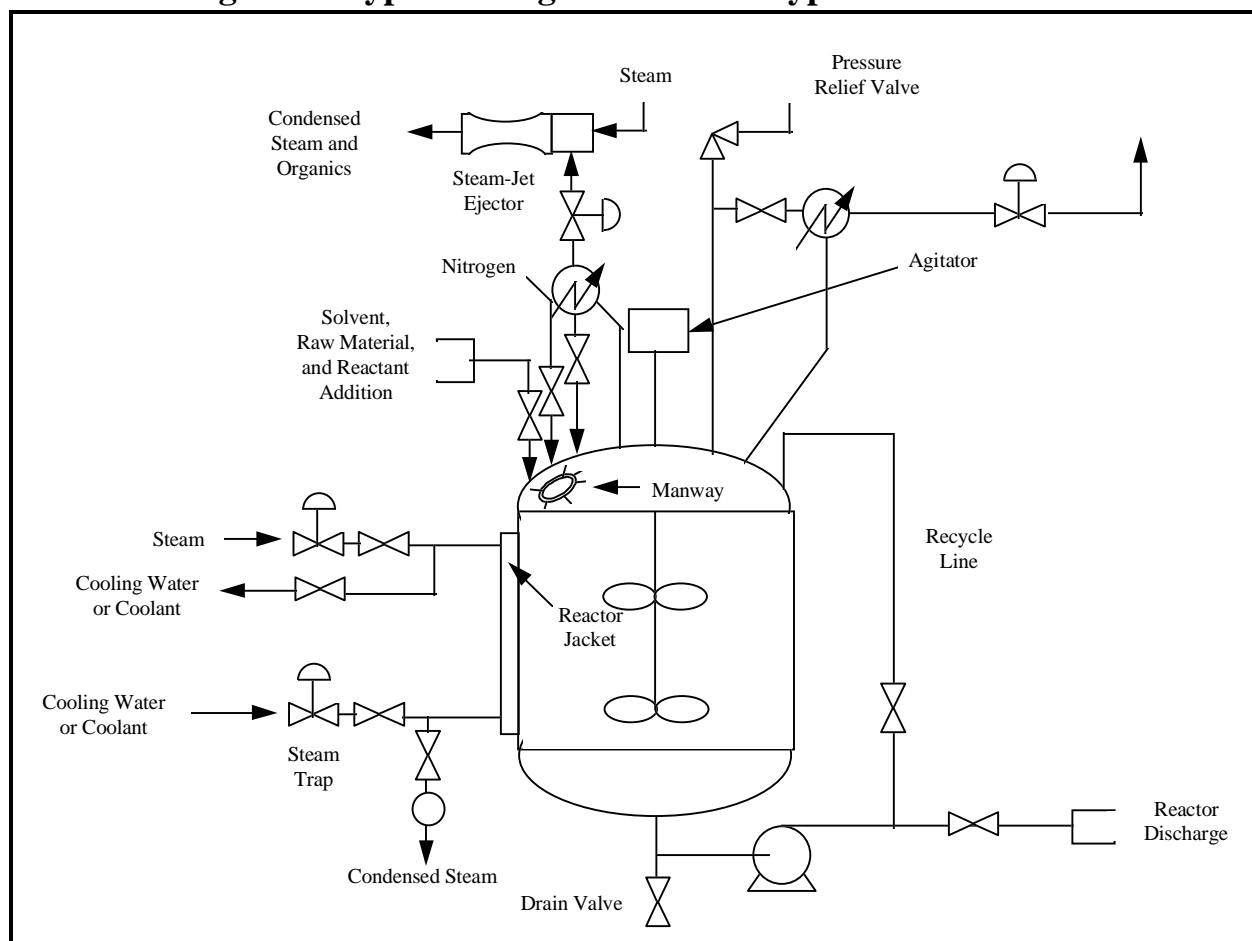 Steam
Pressure
Relief Valve
Condensed
Steam and
Organics
Steam-Jet
Ejector
Nitrogen
Agitator
Solvent,
Raw Material,
and Reactant
Addition
Manway
Steam
Recycle
Line
Cooling Water
or Coolant
Reactor
Jacket
Cooling Water
or Coolant
Steam
Trap
Reactor
Discharge
Condensed Steam
Drain Valve